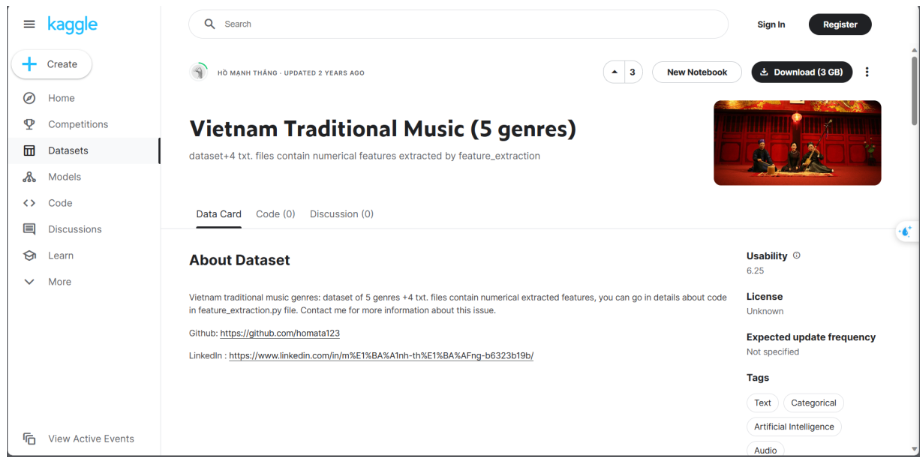 kaggle
Search
Sign In
Register
Create
Home
Competitions
Datasets
Models
Code
Discussions
Learn
More
View Active Events
HỒ MẠNH THẮNG · UPDATED 2 YEARS AGO
3
New Notebook
Download (3 GB)
Vietnam Traditional Music (5 genres)
dataset+4 txt. files contain numerical features extracted by feature_extraction
Data Card Code (0) Discussion (0)
About Dataset
Vietnam traditional music genres: dataset of 5 genres +4 txt. files contain numerical extracted features, you can go in details about code
in feature_extraction.py file. Contact me for more information about this issue.
Github: https://github.com/homata123
LinkedIn : https://www.linkedin.com/in/m%E1%BA%A1nh-th%E1%BA%AFng-b6323b19b/
Usability
6.25
License
Unknown
Expected update frequency
Not specified
Tags
Text Categorical
Artificial Intelligence
Audio